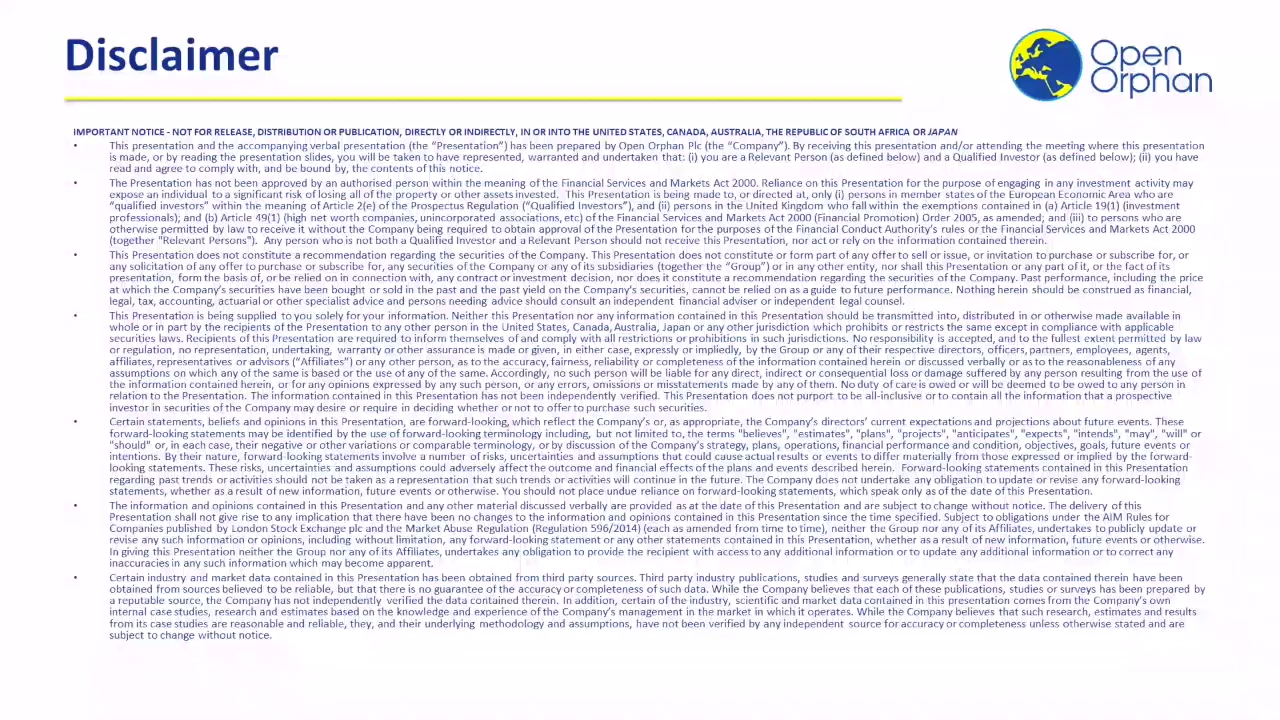 Disclaimer
Open
Orphan
IMPORTANT NOTICE - NOT FOR RELEASE, DISTRIBUTION OR PUBLICATION, DIRECTLY OR INDIRECTLY, IN OR INTO THE UNITED STATES, CANADA, AUSTRALIA, THE REPUBLIC OF SOUTH AFRICA OR JAPAN
• This presentation and the accompanying verbal presentation (the “Presentation”) has been prepared by Open Orphan Plc (the “Company”). By receiving this presentation and/or attending the meeting where this presentation
is made, or by reading the presentation slides, you will be taken to have represented, warranted and undertaken that: (i) you are a Relevant Person (as defined below) and a Qualified Investor (as defined below); (ii) you have
read and agree to comply with, and be bound by, the contents of this notice.
• The Presentation has not been approved by an authorised person within the meaning of the Financial Services and Markets Act 2000. Reliance on this Presentation for the purpose of engaging in any investment activity may
expose an individual to a significant risk of losing all of the property or other assets invested. This Presentation is being made to, or directed at, only (i) persons in member states of the European Economic Area who are
“qualified investors” within the meaning of Article 2(e) of the Prospectus Regulation (“Qualified Investors”), and (ii) persons in the United Kingdom who fall within the exemptions contained in (a) Article 19(1) (investment
professionals); and (b) Article 49(1) (high net worth companies, unincorporated associations, etc) of the Financial Services and Markets Act 2000 (Financial Promotion) Order 2005, as amended; and (iii) to persons who are
otherwise permitted by law to receive it without the Company being required to obtain approval of the Presentation for the purposes of the Financial Conduct Authority’s rules or the Financial Services and Markets Act 2000
(together "Relevant Persons"). Any person who is not both a Qualified Investor and a Relevant Person should not receive this Presentation, nor act or rely on the information contained therein.
• This Presentation does not constitute a recommendation regarding the securities of the Company. This Presentation does not constitute or form part of any offer to sell or issue, or invitation to purchase or subscribe for, or
any solicitation of any offer to purchase or subscribe for, any securities of the Company or any of its subsidiaries (together the “Group”) or in any other entity, nor shall this Presentation or any part of it, or the fact of its
presentation, form the basis of, or be relied on in connection with, any contract or investment decision, nor does it constitute a recommendation regarding the securities of the Company. Past performance, including the price
at which the Company’s securities have been bought or sold in the past and the past yield on the Company's securities, cannot be relied on as a guide to future performance. Nothing herein should be construed as financial,
legal, tax, accounting, actuarial or other specialist advice and persons needing advice should consult an independent financial adviser or independent legal counsel.
• This Presentation is being supplied to you solely for your information. Neither this Presentation nor any information contained in this Presentation should be transmitted into, distributed in or otherwise made available in
whole or in part by the recipients of the Presentation to any other person in the United States, Canada, Australia, Japan or any other jurisdiction which prohibits or restricts the same except in compliance with applicable
securities laws. Recipients of this Presentation are required to inform themselves of and comply with all restrictions or prohibitions in such jurisdictions. No responsibility is accepted, and to the fullest extent permitted by law
or regulation, no representation, undertaking, warranty or other assurance is made or given, in either case, expressly or impliedly, by the Group or any of their respective directors, officers, partners, employees, agents,
affiliates, representatives or advisors (“Affiliates”) or any other person, as to the accuracy, fairness, reliability or completeness of the information contained herein or discussed verbally or as to the reasonableness of any
assumptions on which any of the same is based or the use of any of the same. Accordingly, no such person will be liable for any direct, indirect or consequential loss or damage suffered by any person resulting from the use of
the information contained herein, or for any opinions expressed by any such person, or any errors, omissions or misstatements made by any of them. No duty of care is owed or will be deemed to be owed to any person in
relation to the Presentation. The information contained in this Presentation has not been independently verified. This Presentation does not purport to be all-inclusive or to contain all the information that a prospective
investor in securities of the Company may desire or require in deciding whether or not to offer to purchase such securities.
• Certain statements, beliefs and opinions in this Presentation, are forward-looking, which reflect the Company’s or, as appropriate, the Company’s directors’ current expectations and projections about future events. These
forward-looking statements may be identified by the use of forward-looking terminology including, but not limited to, the terms "believes", "estimates", "plans", "projects", "anticipates", "expects", "intends", "may", "will" or
"should" or, in each case, their negative or other variations or comparable terminology, or by discussion of the Company’s strategy, plans, operations, financial performance and condition, objectives, goals, future events or
intentions. By their nature, forward-looking statements involve a number of risks, uncertainties and assumptions that could cause actual results or events to differ materially from those expressed or implied by the forward-
looking statements. These risks, uncertainties and assumptions could adversely affect the outcome and financial effects of the plans and events described herein. Forward-looking statements contained in this Presentation
regarding past trends or activities should not be taken as a representation that such trends or activities will continue in the future. The Company does not undertake any obligation to update or revise any forward-looking
statements, whether as a result of new information, future events or otherwise. You should not place undue reliance on forward-looking statements, which speak only as of the date of this Presentation.
• The information and opinions contained in this Presentation and any other material discussed verbally are provided as at the date of this Presentation and are subject to change without notice. The delivery of this
Presentation shall not give rise to any implication that there have been no changes to the information and opinions contained in this Presentation since the time specified. Subject to obligations under the AIM Rules for
Companies published by London Stock Exchange plc and the Market Abuse Regulation (Regulation 596/2014) (each as amended from time to time), neither the Group nor any of its Affiliates, undertakes to publicly update or
revise any such information or opinions, including without limitation, any forward-looking statement or any other statements contained in this Presentation, whether as a result of new information, future events or otherwise.
In giving this Presentation neither the Group nor any of its Affiliates, undertakes any obligation to provide the recipient with access to any additional information or to update any additional information or to correct any
inaccuracies in any such information which may become apparent.
• Certain industry and market data contained in this Presentation has been obtained from third party sources. Third party industry publications, studies and surveys generally state that the data contained therein have been
obtained from sources believed to be reliable, but that there is no guarantee of the accuracy or completeness of such data. While the Company believes that each of these publications, studies or surveys has been prepared by
a reputable source, the Company has not independently verified the data contained therein. In addition, certain of the industry, scientific and market data contained in this presentation comes from the Company's own
internal case studies, research and estimates based on the knowledge and experience of the Company's management in the market in which it operates. While the Company believes that such research, estimates and results
from its case studies are reasonable and reliable, they, and their underlying methodology and assumptions, have not been verified by any independent source for accuracy or completeness unless otherwise stated and are
subject to change without notice.